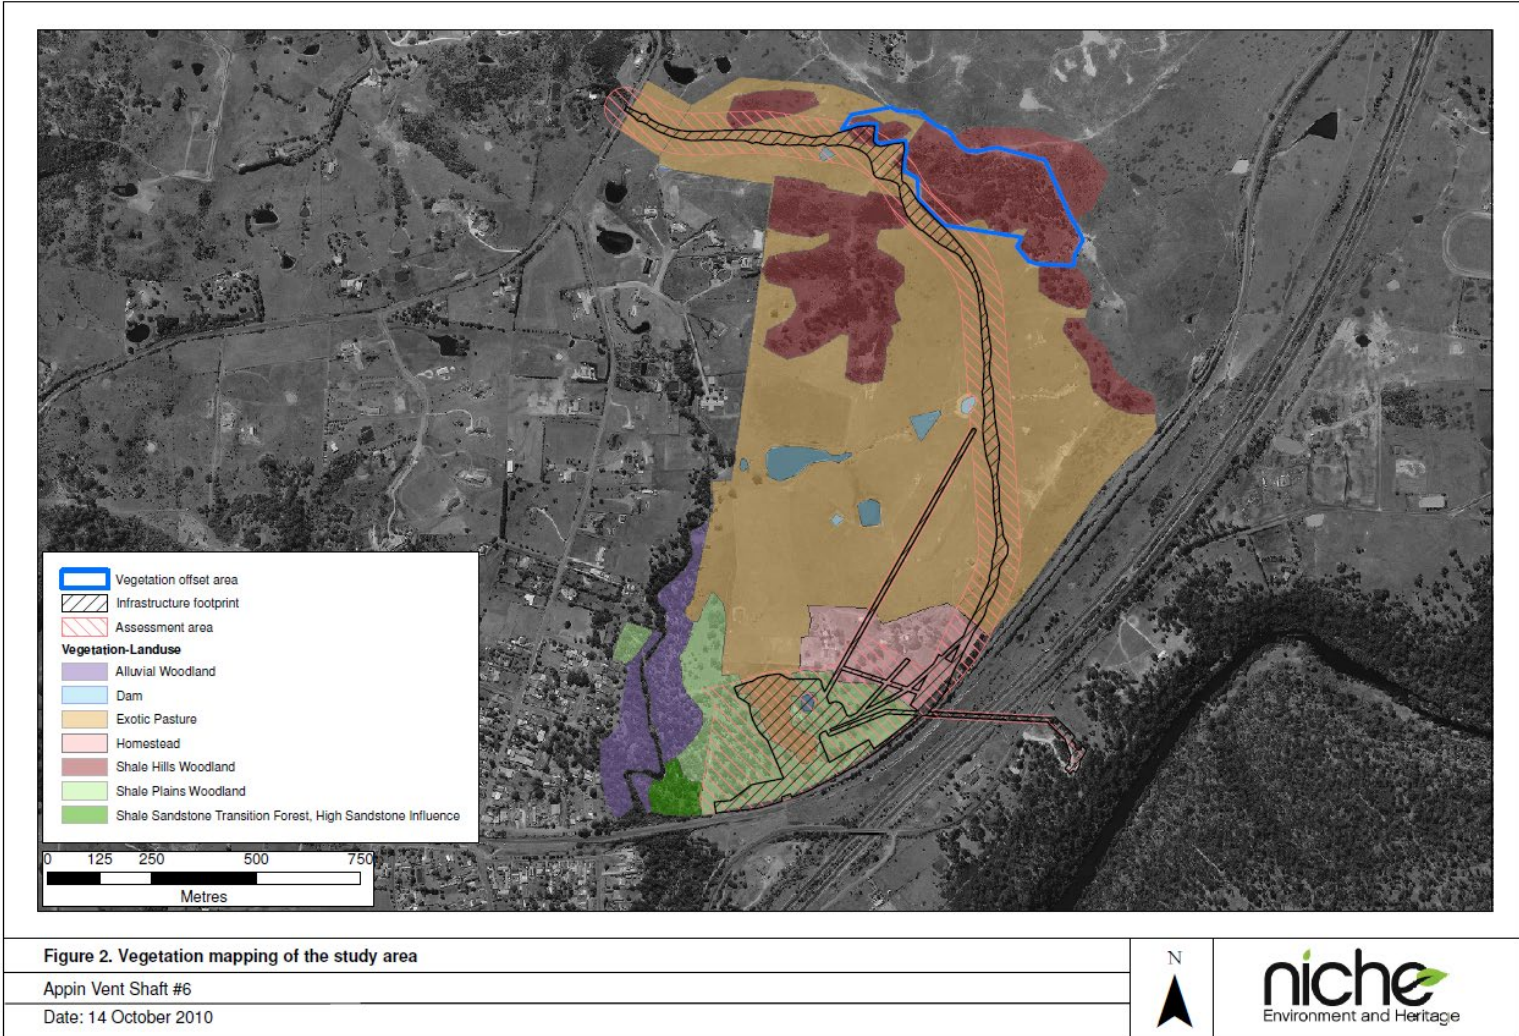 Vegetation offset area
Infrastructure footprint
Assessment area
Vegetation-Landuse
Alluvial Woodland
Dam
Exotic Pasture
Homestead
Shale Hills Woodland
Shale Plains Woodland
Shale Sandstone Transition Forest, High Sandstone Influence
0 125 250 500 750
Metres
Figure 2. Vegetation mapping of the study area
Appin Vent Shaft #6
Date: 14 October 2010
N
niche
Environment and Heritage